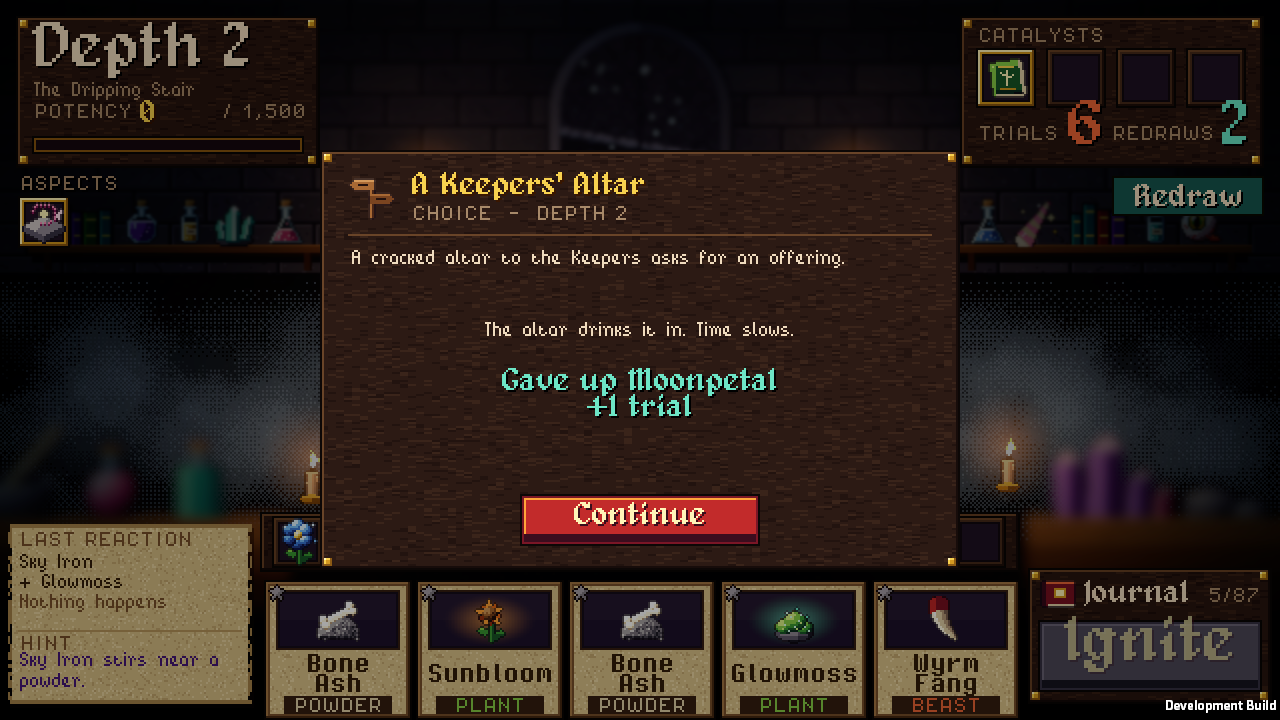 Depth 2
The Dripping Stair
POTENCY 0 / 1,500
ASPECTS
CATALYSTS
TRIALS 6 REDRAWS 2
Redraw
A Keepers' Altar
CHOICE - DEPTH 2
A cracked altar to the Keepers asks for an offering.
The altar drinks it in. Time slows.
Gave up Moonpetal
+1 trial
Continue
LAST REACTION
Sky Iron
+ Glowmoss
Nothing happens
HINT
Sky Iron stirs near a
powder.
Bone
Ash
POWDER
Sunbloom
PLANT
Bone
Ash
POWDER
Glowmoss
PLANT
Wyrm
Fang
BEAST
Journal 5/87
Ignite
Development Build